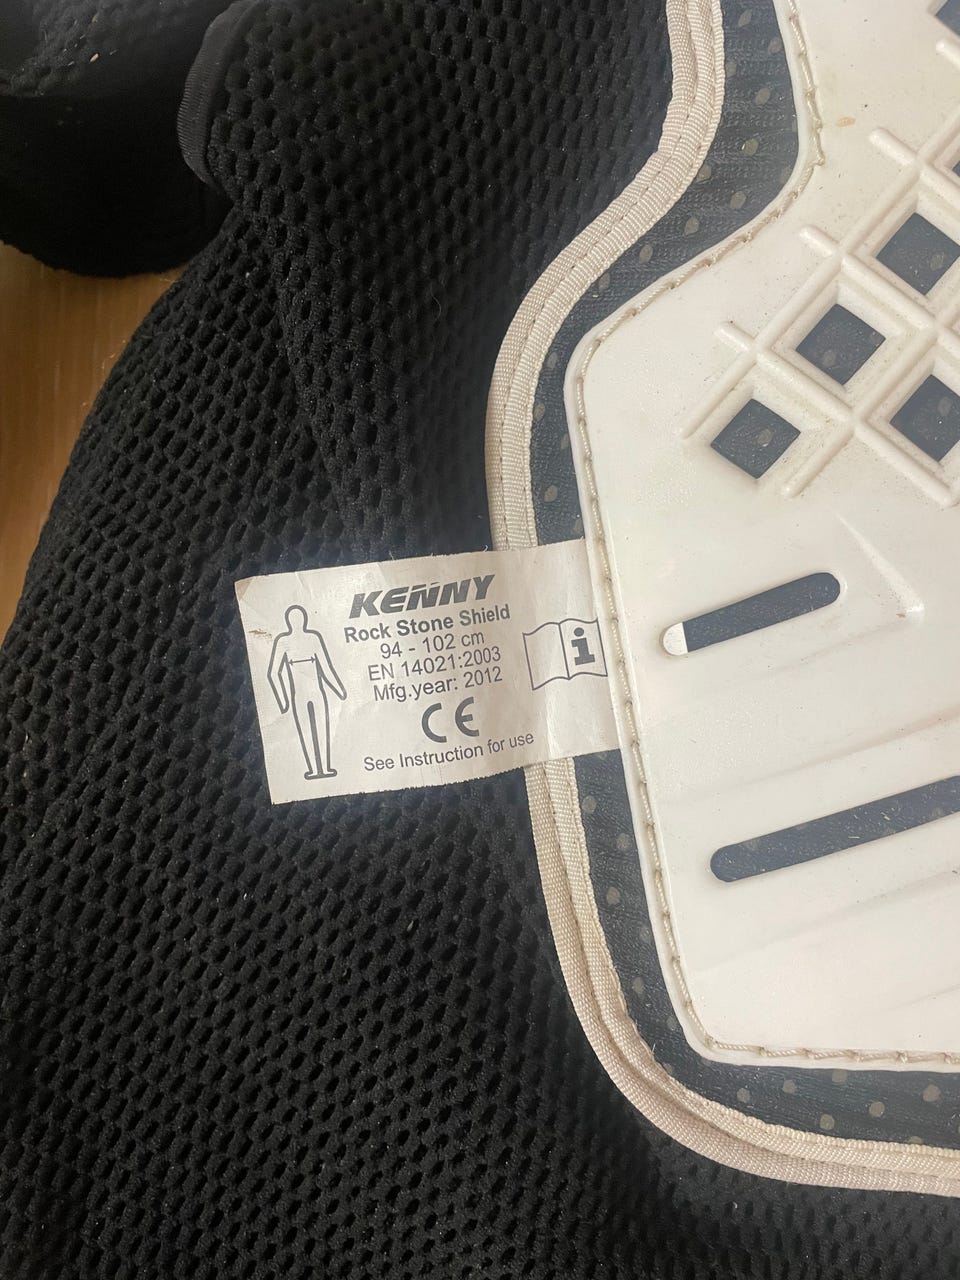 KENNY
Rock Stone Shield
94 - 102 cm
EN 14021:2003
Mfg.year: 2012
CE
See Instruction for use
i